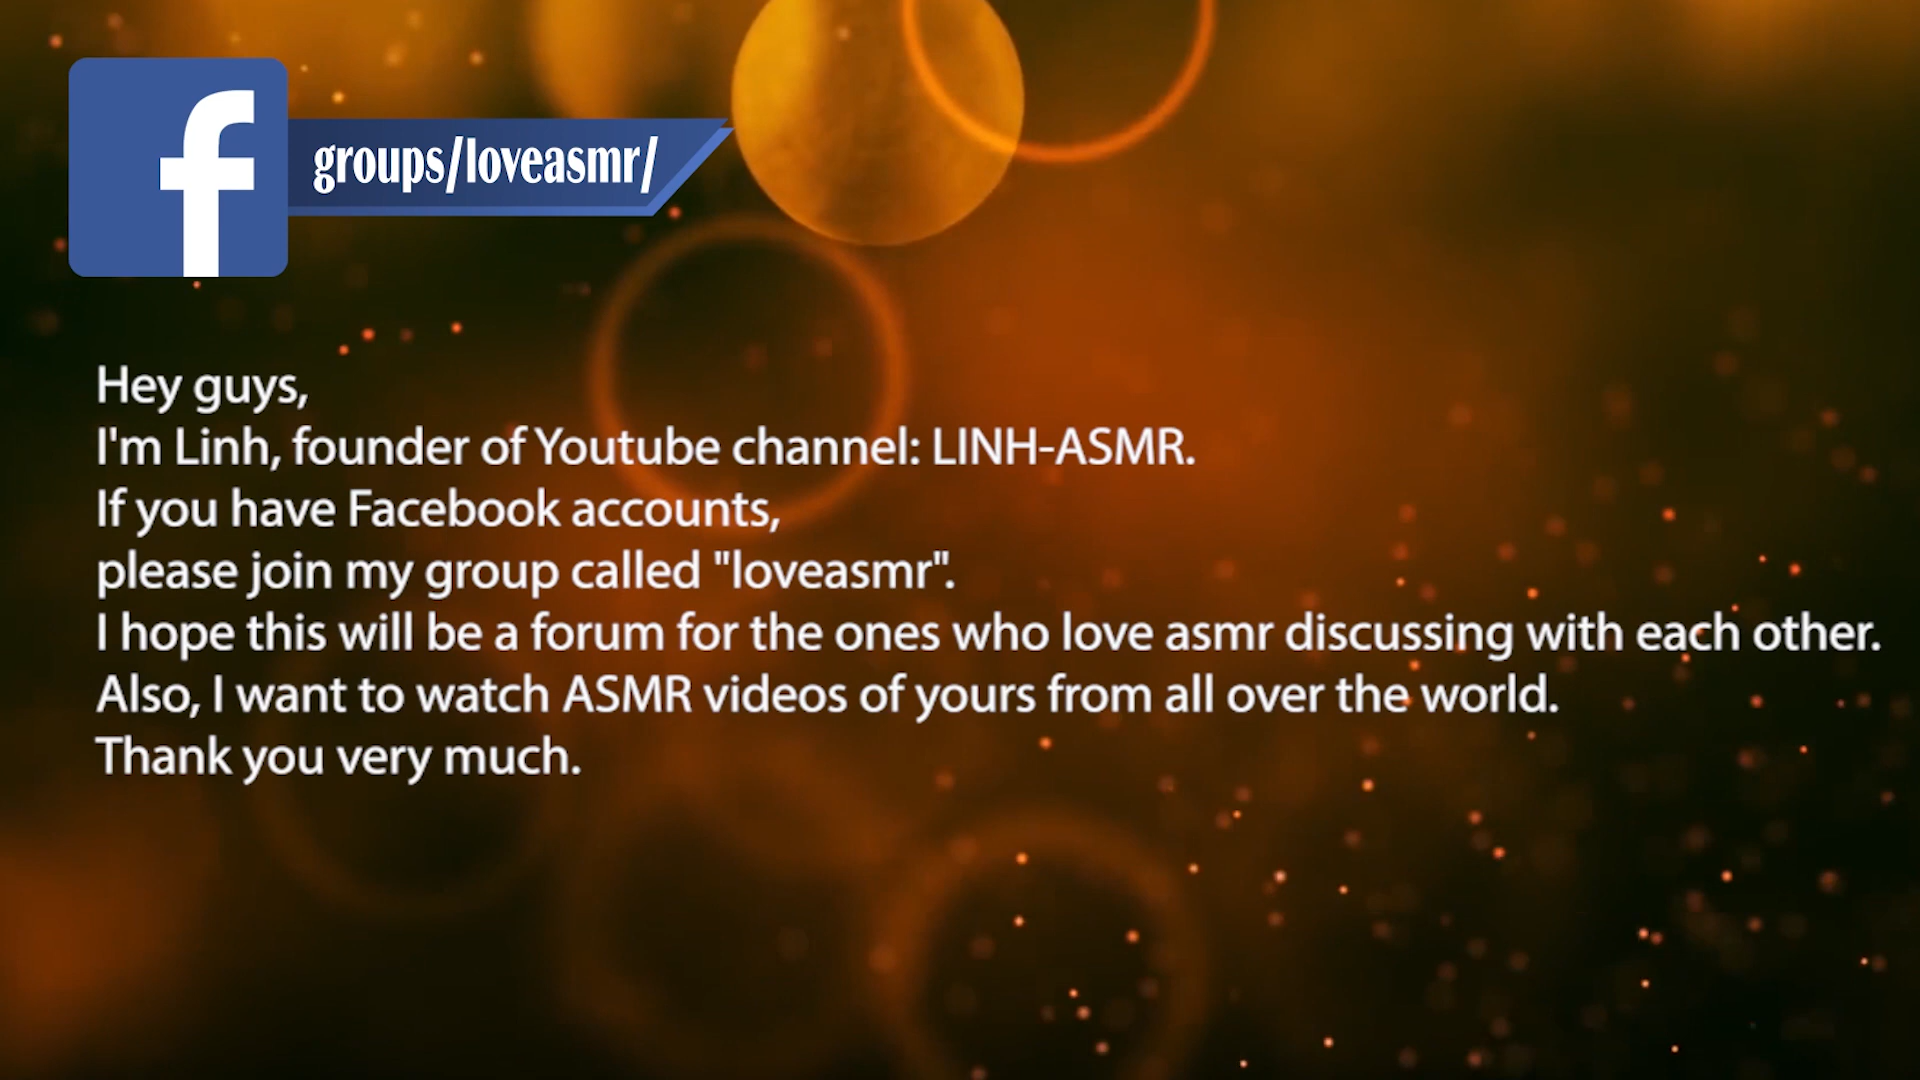 f
groups/loveasmr/
Hey guys,
I'm Linh, founder of Youtube channel: LINH-ASMR.
If you have Facebook accounts,
please join my group called "loveasmr".
I hope this will be a forum for the ones who love asmr discussing with each other.
Also, I want to watch ASMR videos of yours from all over the world.
Thank you very much.